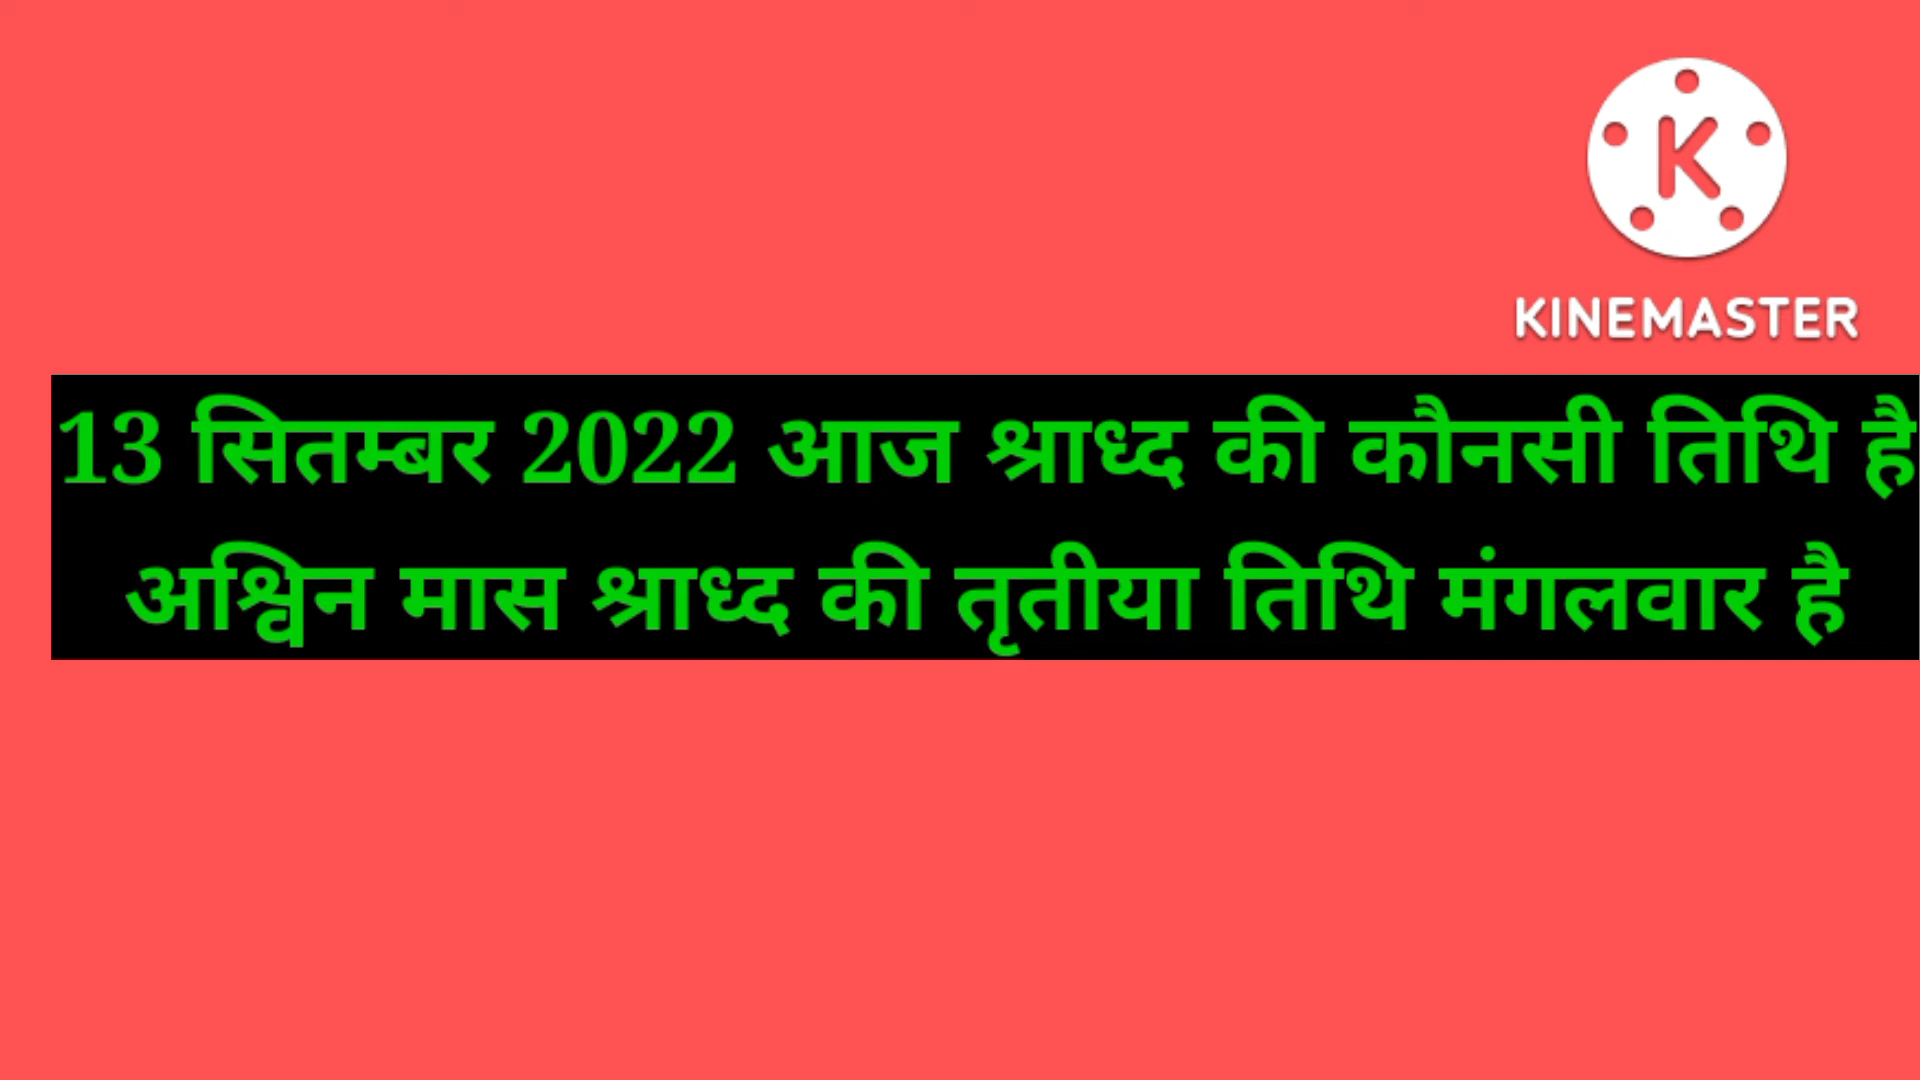 KINEMASTER
13 सितम्बर 2022 आज श्राध्द की कौनसी तिथि है
अश्विन मास श्राध्द की तृतीया तिथि मंगलवार है